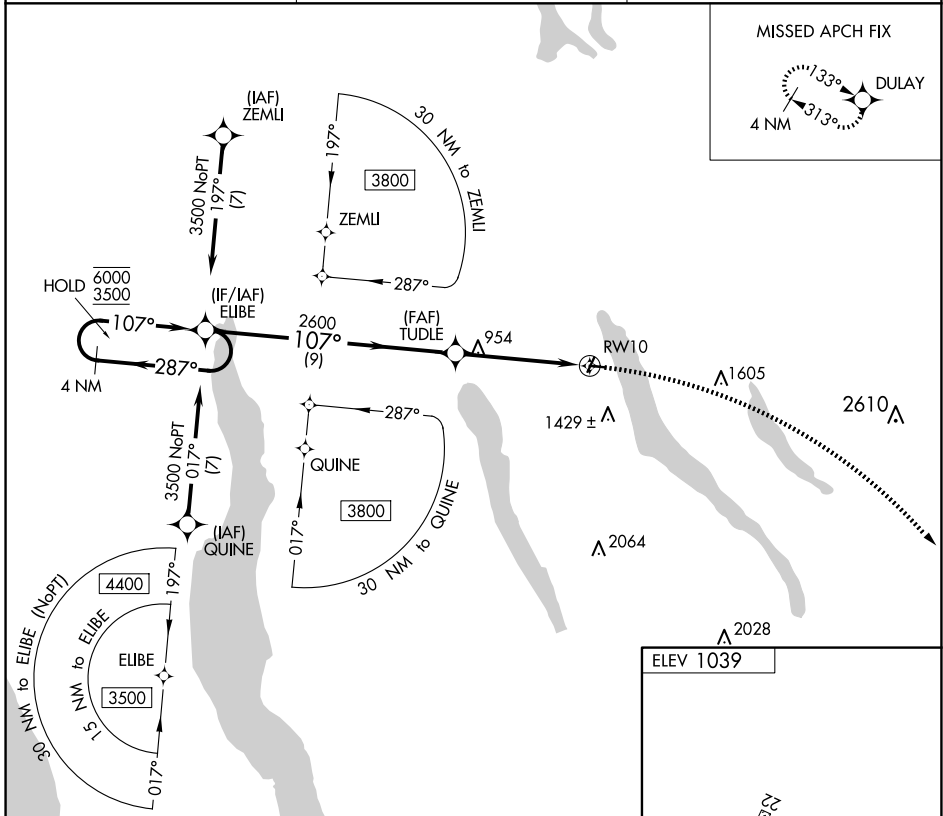 MISSED APCH FIX
133°
DULAY
313°
4 NM
(IAF)
ZEMLI
3500 NoPT
197°
(7)
30 NM to ZEMLI
197°
3800
ZEMLI
287°
HOLD
6000
3500
107°
287°
4 NM
(IF/IAF)
ELIBE
2600
107°
(9)
(FAF)
TUDLE
954
RW10
1605
2610
1429 ±
3500 NoPT
017°
(7)
(IAF)
QUINE
287°
QUINE
3800
017°
30 NM to QUINE
2064
30 NM to ELIBE (NoPT)
4400
197°
15 NM to ELIBE
ELIBE
3500
017°
2028
ELEV 1039
22